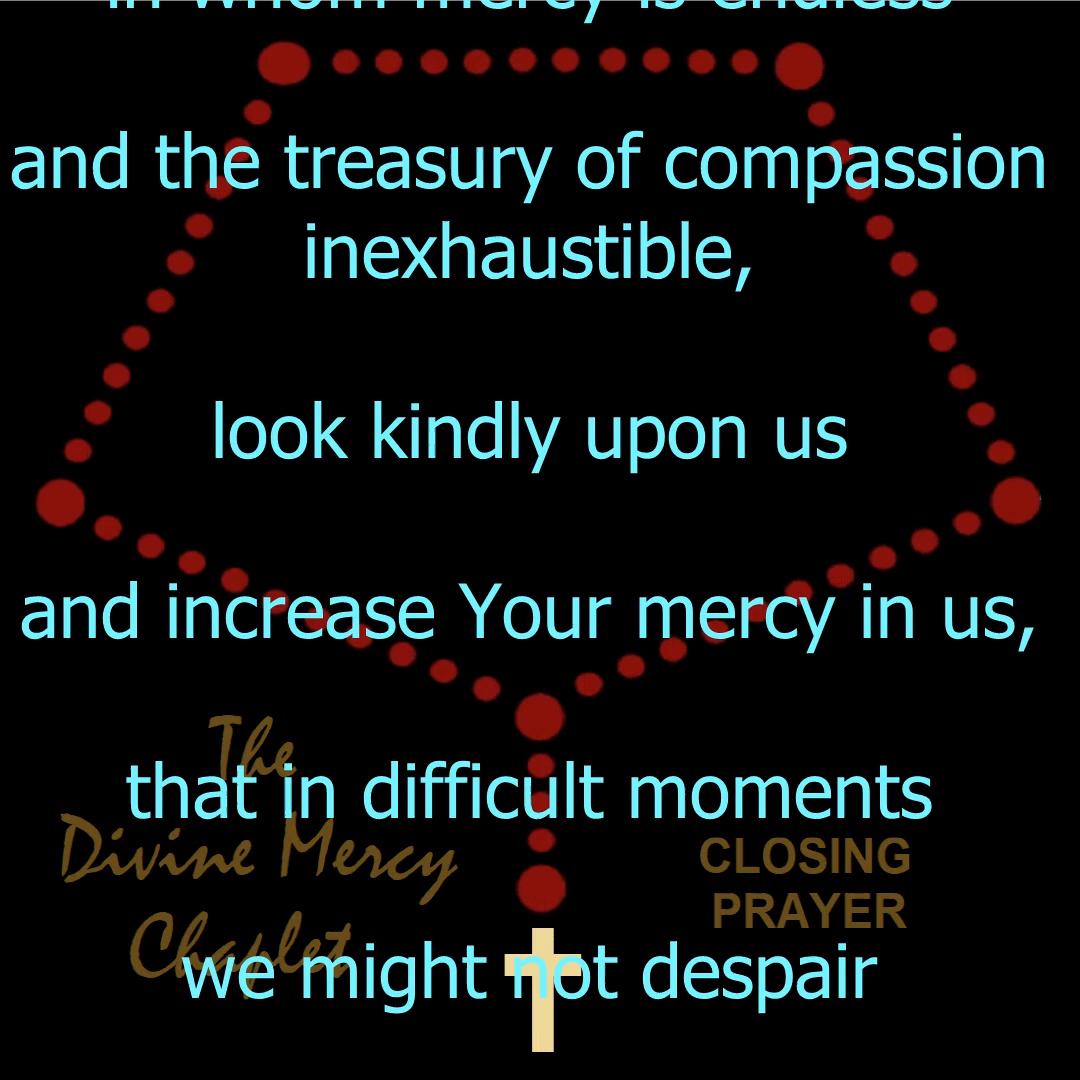 in whom mercy is endless
and the treasury of compassion
inexhaustible,
look kindly upon us
and increase Your mercy in us,
that in difficult moments
we might not despair
The
Divine Mercy
Chaplet
CLOSING
PRAYER